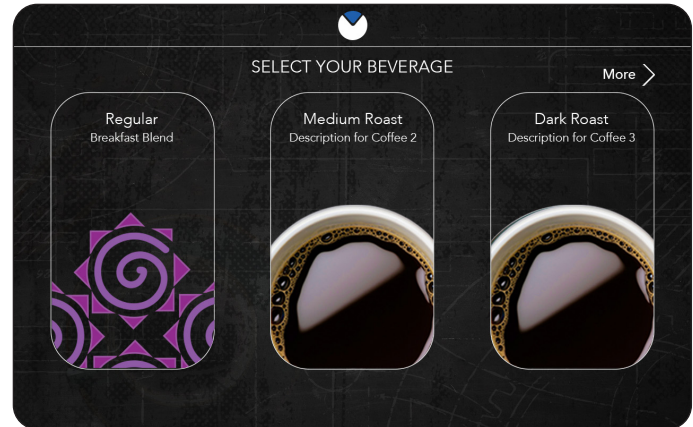 SELECT YOUR BEVERAGE
More
Regular
Breakfast Blend
Medium Roast
Description for Coffee 2
Dark Roast
Description for Coffee 3